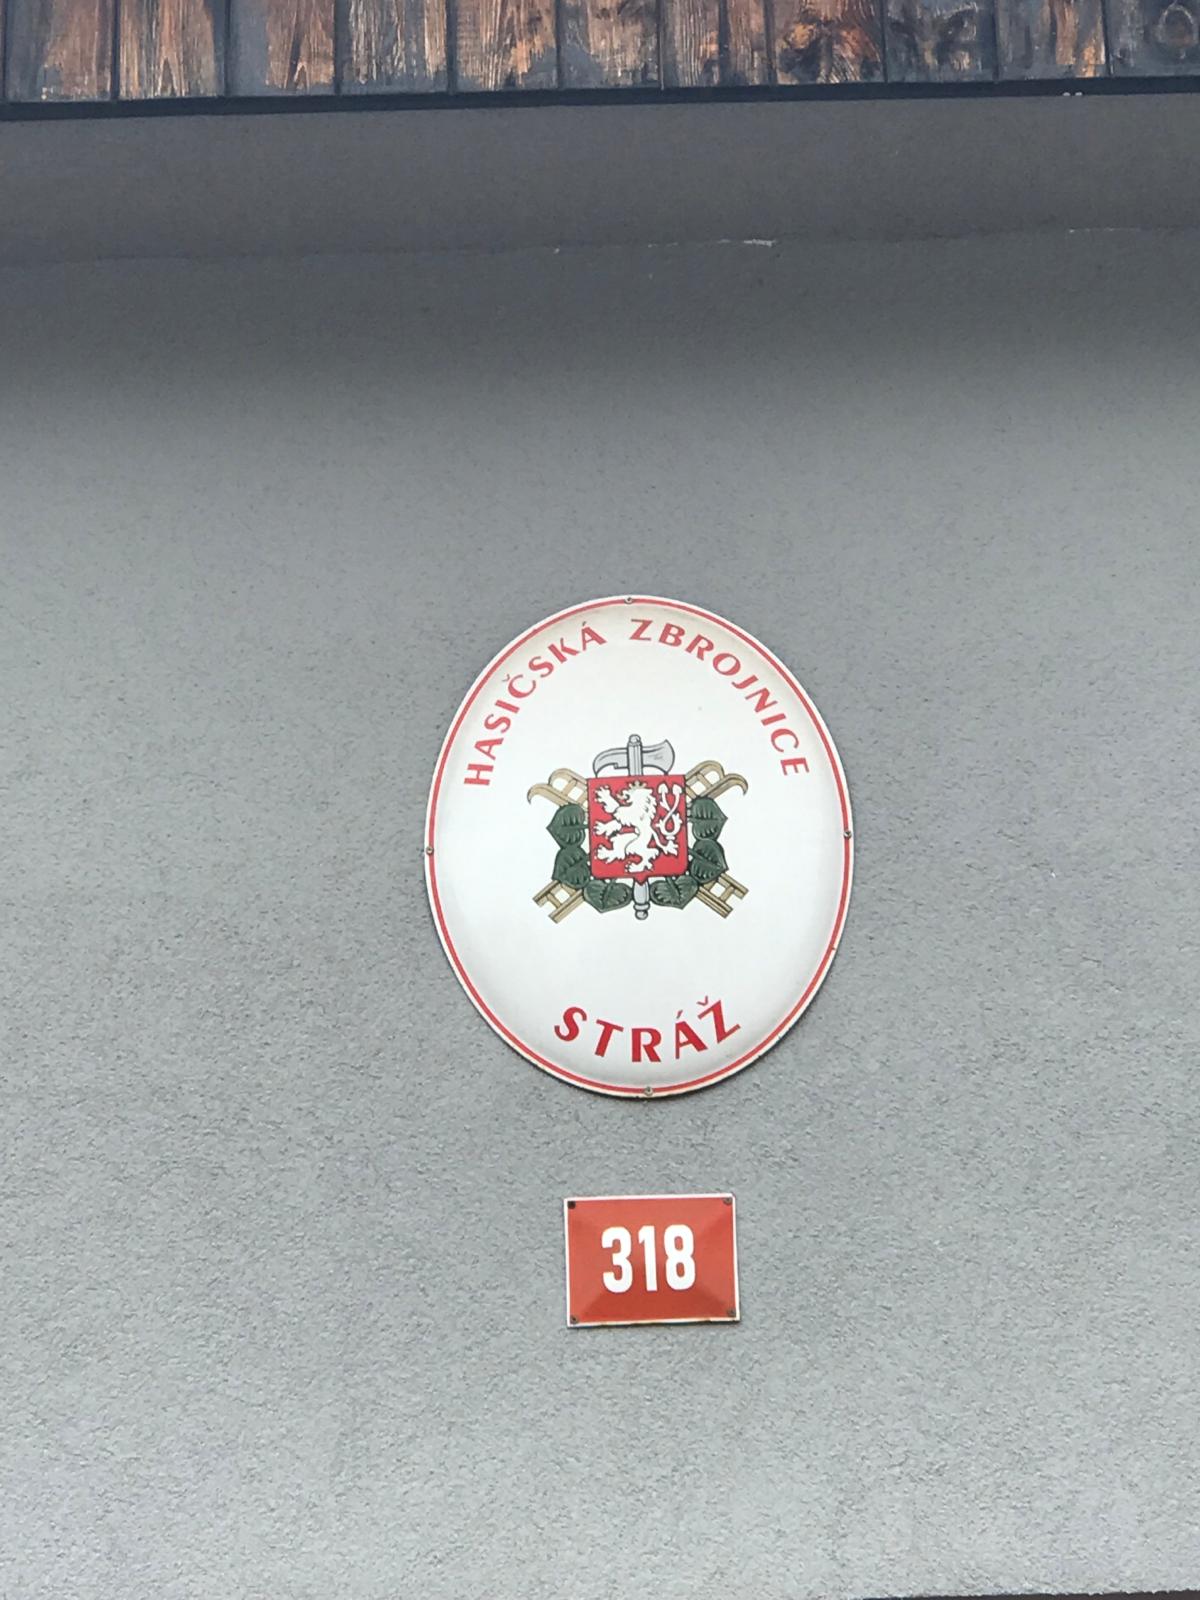 HASIČSKÁ ZBROJNICE
STRÁŽ
318